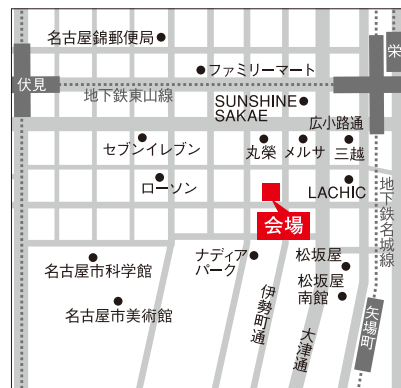 名古屋錦郵便局
栄
ファミリーマート
伏見
地下鉄東山線
SUNSHINE
SAKAE
広小路通
セブンイレブン
丸榮
メルサ
三越
ローソン
LACHIC
会場
地下鉄名城線
名古屋市科学館
ナディア
パーク
松坂屋
松坂屋
南館
伊勢町通
大津通
矢場町
名古屋市美術館